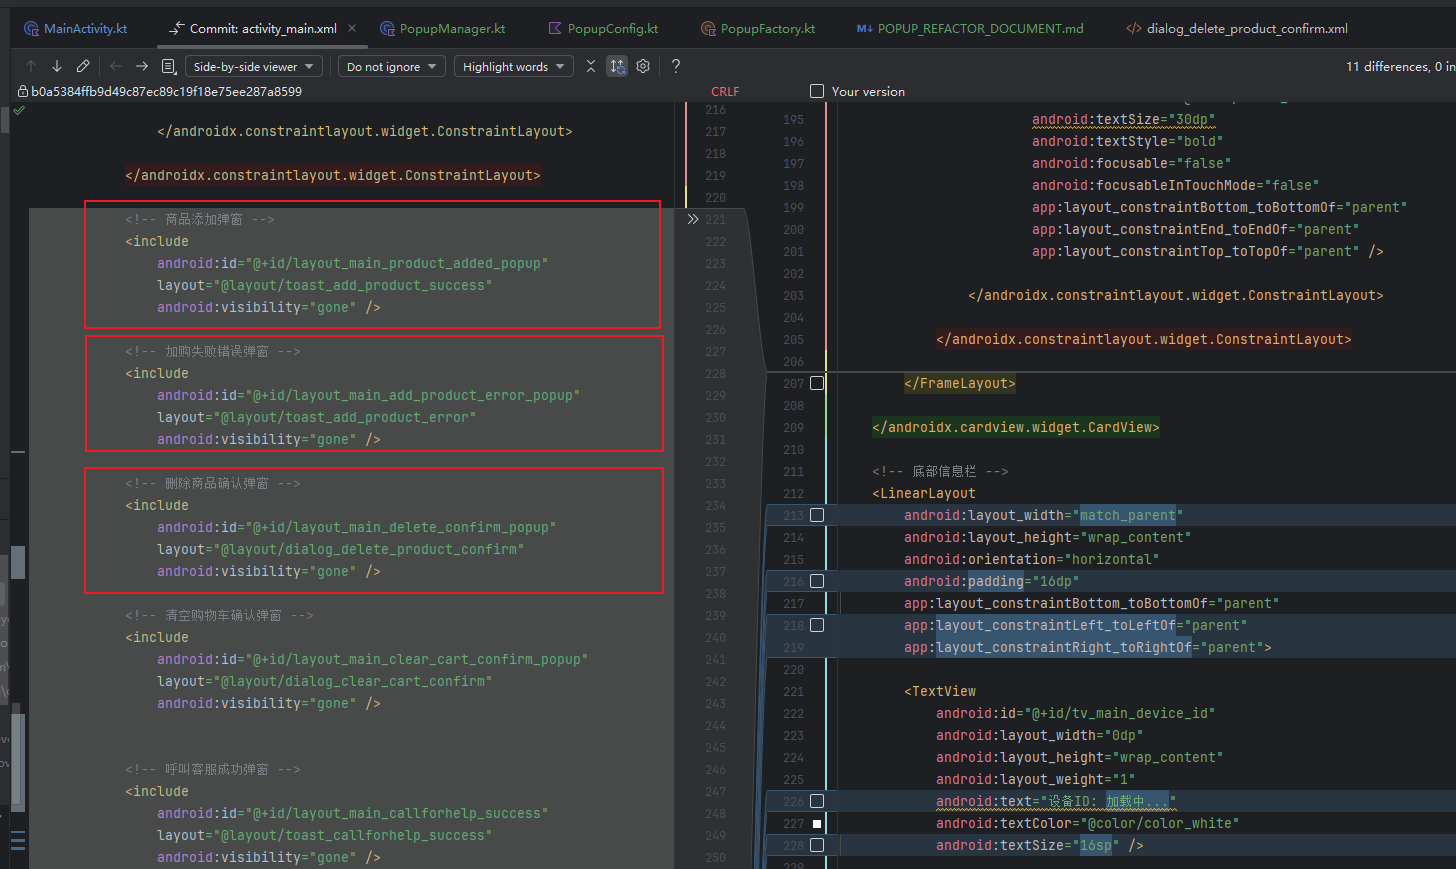 MainActivity.kt
Commit: activity_main.xml
PopupManager.kt
PopupConfig.kt
PopupFactory.kt
POPUP_REFACTOR_DOCUMENT.md
dialog_delete_product_confirm.xml
Side-by-side viewer
Do not ignore
Highlight words
?
11 differences, 0 in
b0a5384ffb9d49c87ec89c19f18e75ee287a8599
CRLF
Your version
216
217 </androidx.constraintlayout.widget.ConstraintLayout>
218
219 </androidx.constraintlayout.widget.ConstraintLayout>
220
221 <!-- 商品添加弹窗 -->
222 <include
223 android:id="@+id/layout_main_product_added_popup"
224 layout="@layout/toast_add_product_success"
225 android:visibility="gone" />
226
227 <!-- 加购失败错误弹窗 -->
228 <include
229 android:id="@+id/layout_main_add_product_error_popup"
230 layout="@layout/toast_add_product_error"
231 android:visibility="gone" />
232
233 <!-- 删除商品确认弹窗 -->
234 <include
235 android:id="@+id/layout_main_delete_confirm_popup"
236 layout="@layout/dialog_delete_product_confirm"
237 android:visibility="gone" />
238
239 <!-- 清空购物车确认弹窗 -->
240 <include
241 android:id="@+id/layout_main_clear_cart_confirm_popup"
242 layout="@layout/dialog_clear_cart_confirm"
243 android:visibility="gone" />
244
245
246 <!-- 呼叫客服成功弹窗 -->
247 <include
248 android:id="@+id/layout_main_callforhelp_success"
249 layout="@layout/toast_callforhelp_success"
250 android:visibility="gone" />
195 android:textSize="30dp"
196 android:textStyle="bold"
197 android:focusable="false"
198 android:focusableInTouchMode="false"
199 app:layout_constraintBottom_toBottomOf="parent"
200 app:layout_constraintEnd_toEndOf="parent"
201 app:layout_constraintTop_toTopOf="parent" />
202
203 </androidx.constraintlayout.widget.ConstraintLayout>
204
205 </androidx.constraintlayout.widget.ConstraintLayout>
206
207 </FrameLayout>
208
209 </androidx.cardview.widget.CardView>
210
211 <!-- 底部信息栏 -->
212 <LinearLayout
213 android:layout_width="match_parent"
214 android:layout_height="wrap_content"
215 android:orientation="horizontal"
216 android:padding="16dp"
217 app:layout_constraintBottom_toBottomOf="parent"
218 app:layout_constraintLeft_toLeftOf="parent"
219 app:layout_constraintRight_toRightOf="parent">
220
221 <TextView
222 android:id="@+id/tv_main_device_id"
223 android:layout_width="0dp"
224 android:layout_height="wrap_content"
225 android:layout_weight="1"
226 android:text="设备ID: 加载中..."
227 android:textColor="@color/color_white"
228 android:textSize="16sp" />